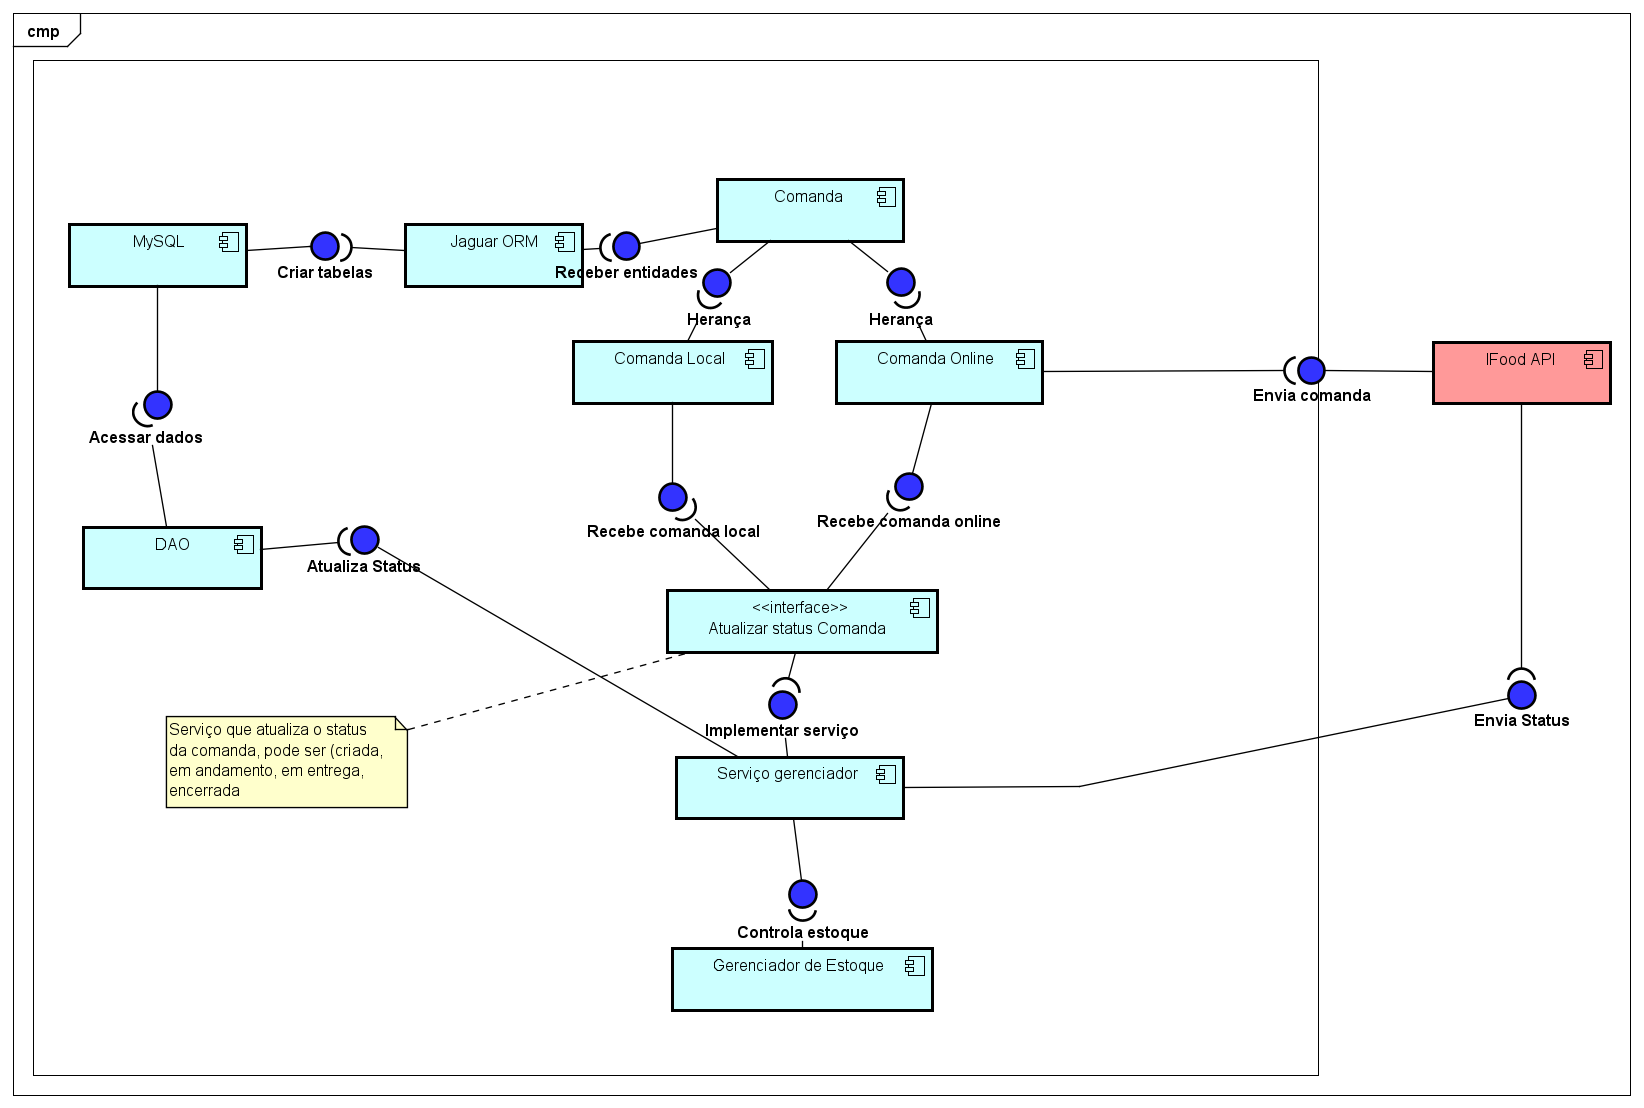 cmp
Comanda
MySQL
Jaguar ORM
Criar tabelas
Receber entidades
Herança
Herança
Comanda Local
Comanda Online
IFood API
Envia comanda
Acessar dados
Recebe comanda local
Recebe comanda online
DAO
Atualiza Status
<<interface>>
Atualizar status Comanda
Serviço que atualiza o status
da comanda, pode ser (criada,
em andamento, em entrega,
encerrada
Implementar serviço
Envia Status
Serviço gerenciador
Controla estoque
Gerenciador de Estoque